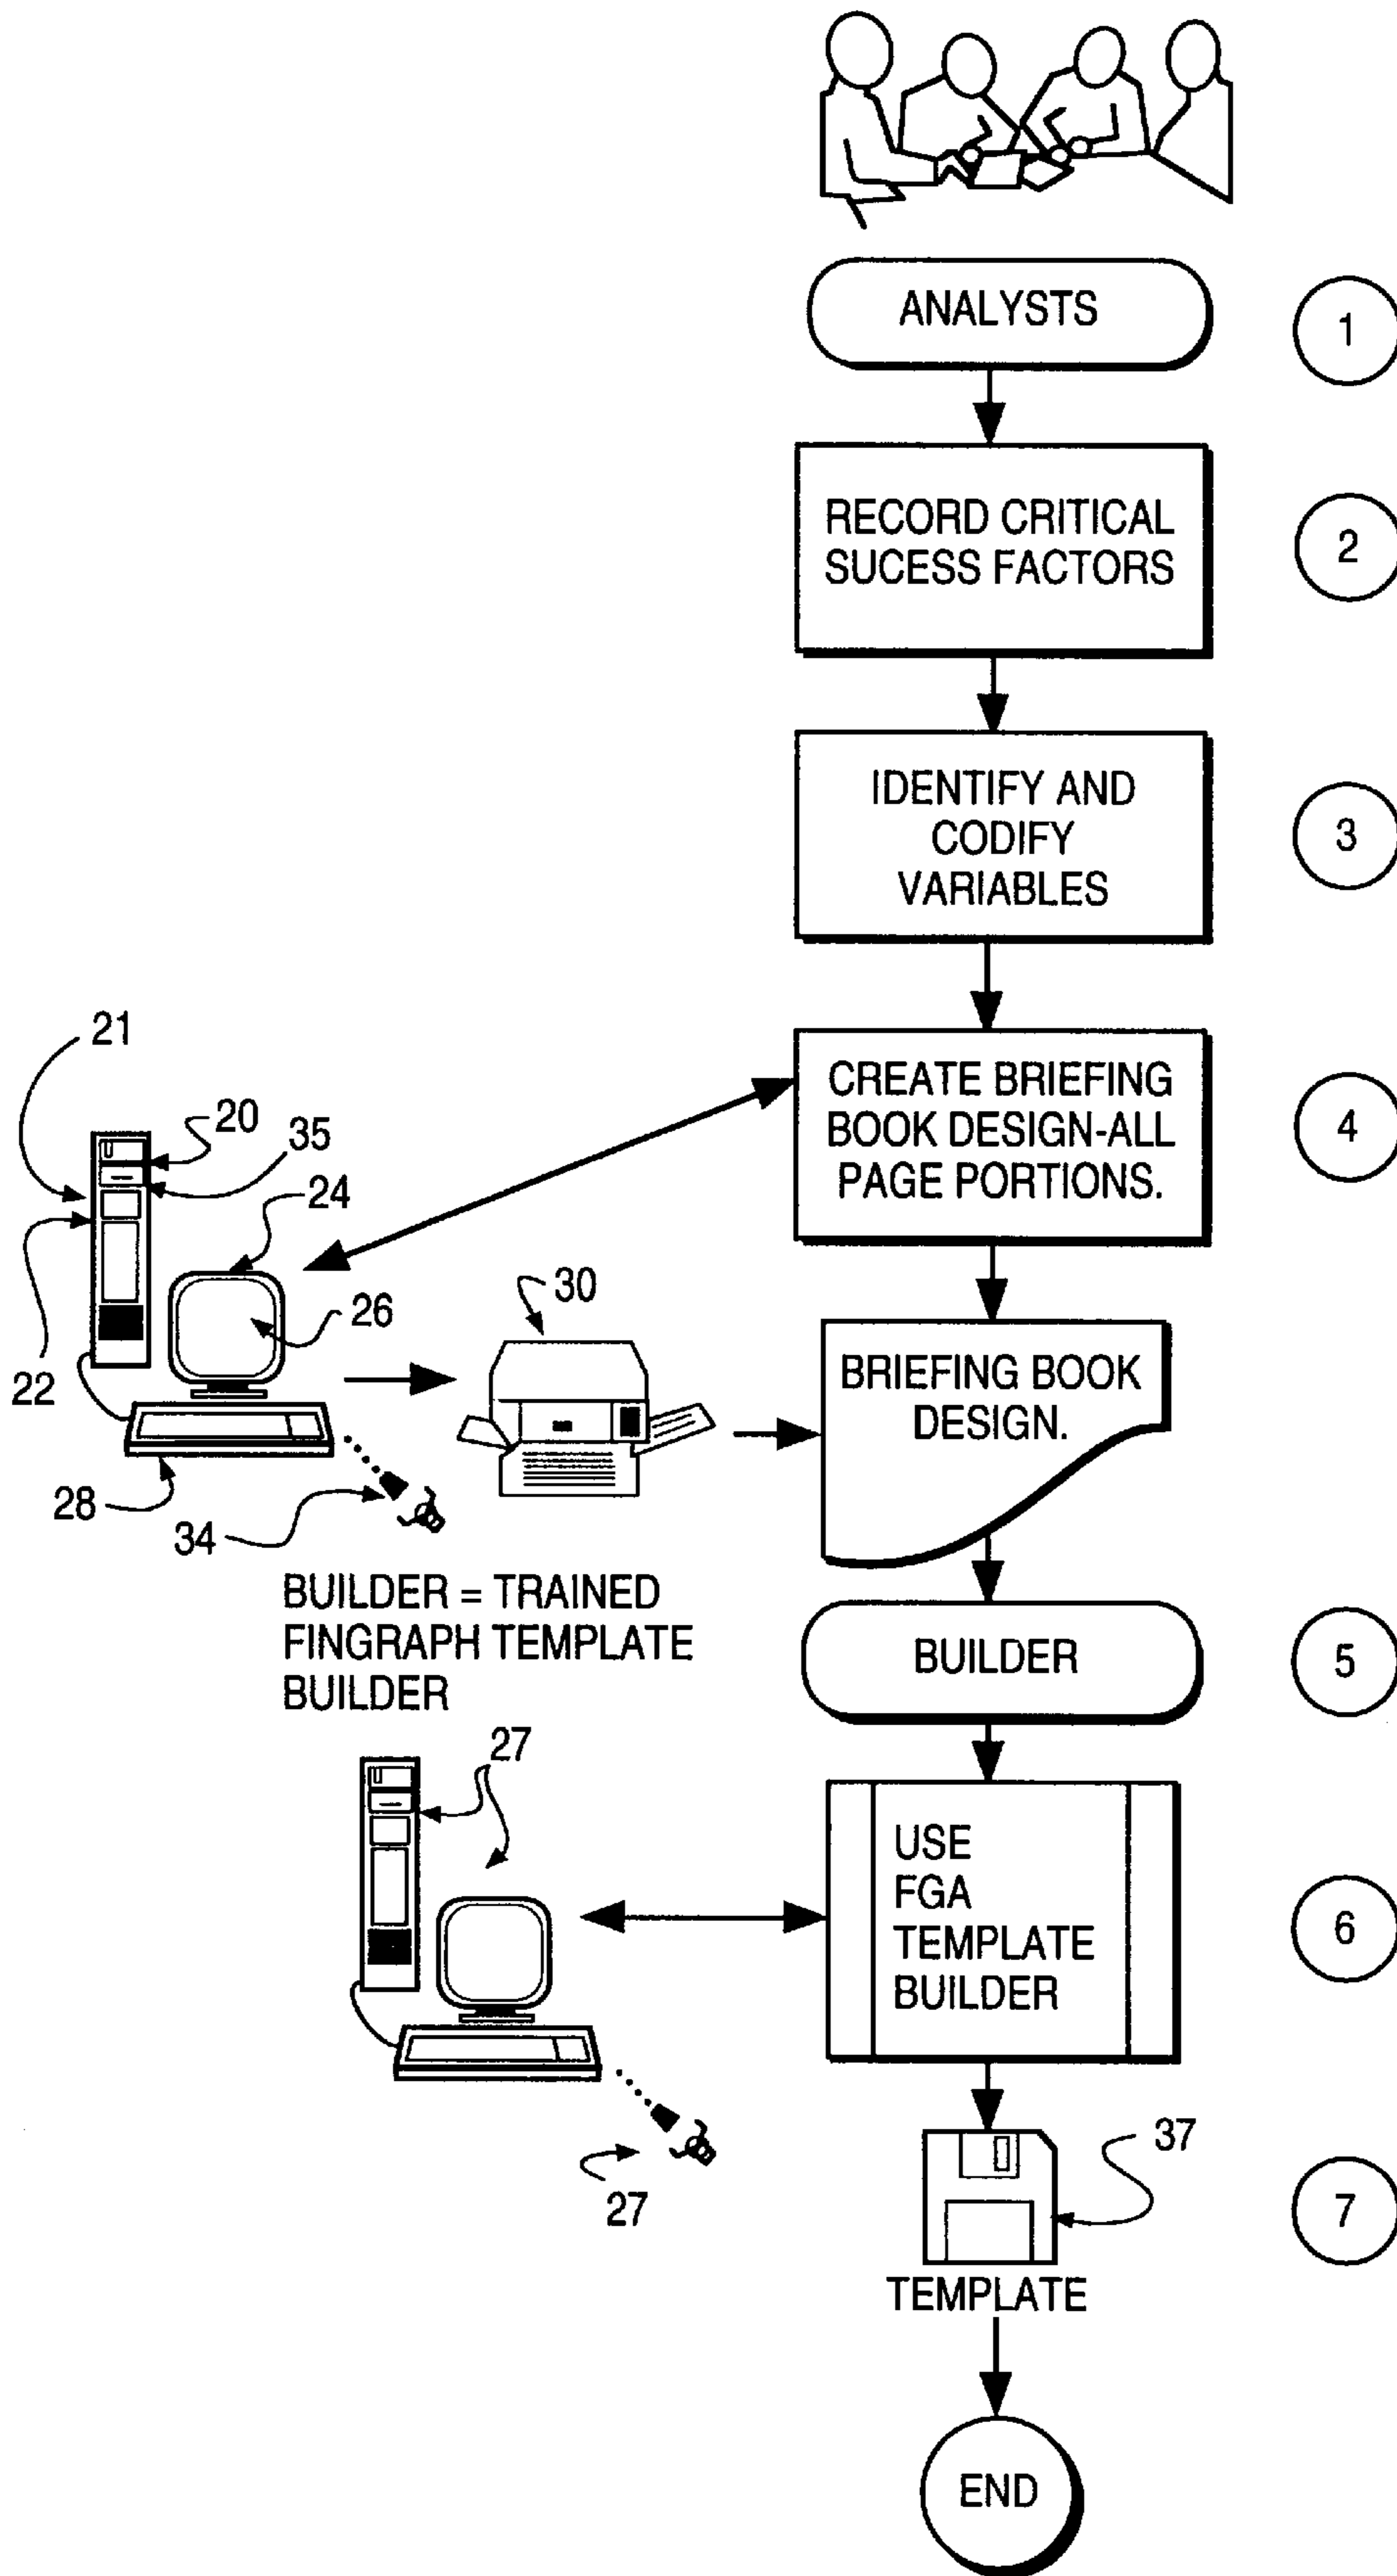 ANALYSTS
1
RECORD CRITICAL
SUCESS FACTORS
2
IDENTIFY AND
CODIFY
VARIABLES
3
CREATE BRIEFING
BOOK DESIGN-ALL
PAGE PORTIONS.
4
21
20
35
24
26
22
28
34
30
BRIEFING BOOK
DESIGN.
BUILDER = TRAINED
FINGRAPH TEMPLATE
BUILDER
BUILDER
5
27
USE
FGA
TEMPLATE
BUILDER
6
27
37
7
TEMPLATE
END